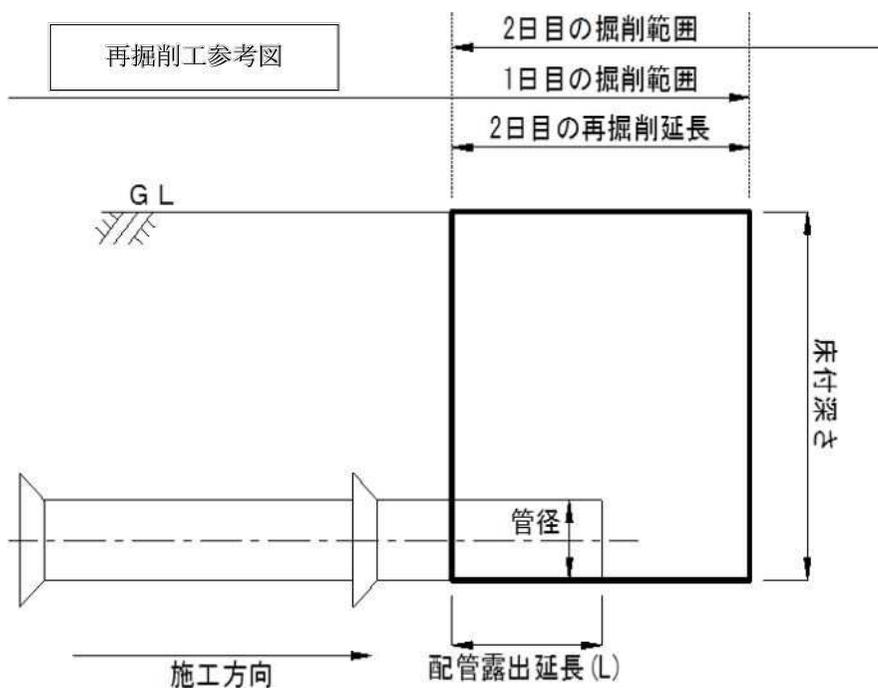 再掘削工参考図
2日目の掘削範囲
1日目の掘削範囲
2日目の再掘削延長
GL
床付深さ
管径
配管露出延長(L)
施工方向